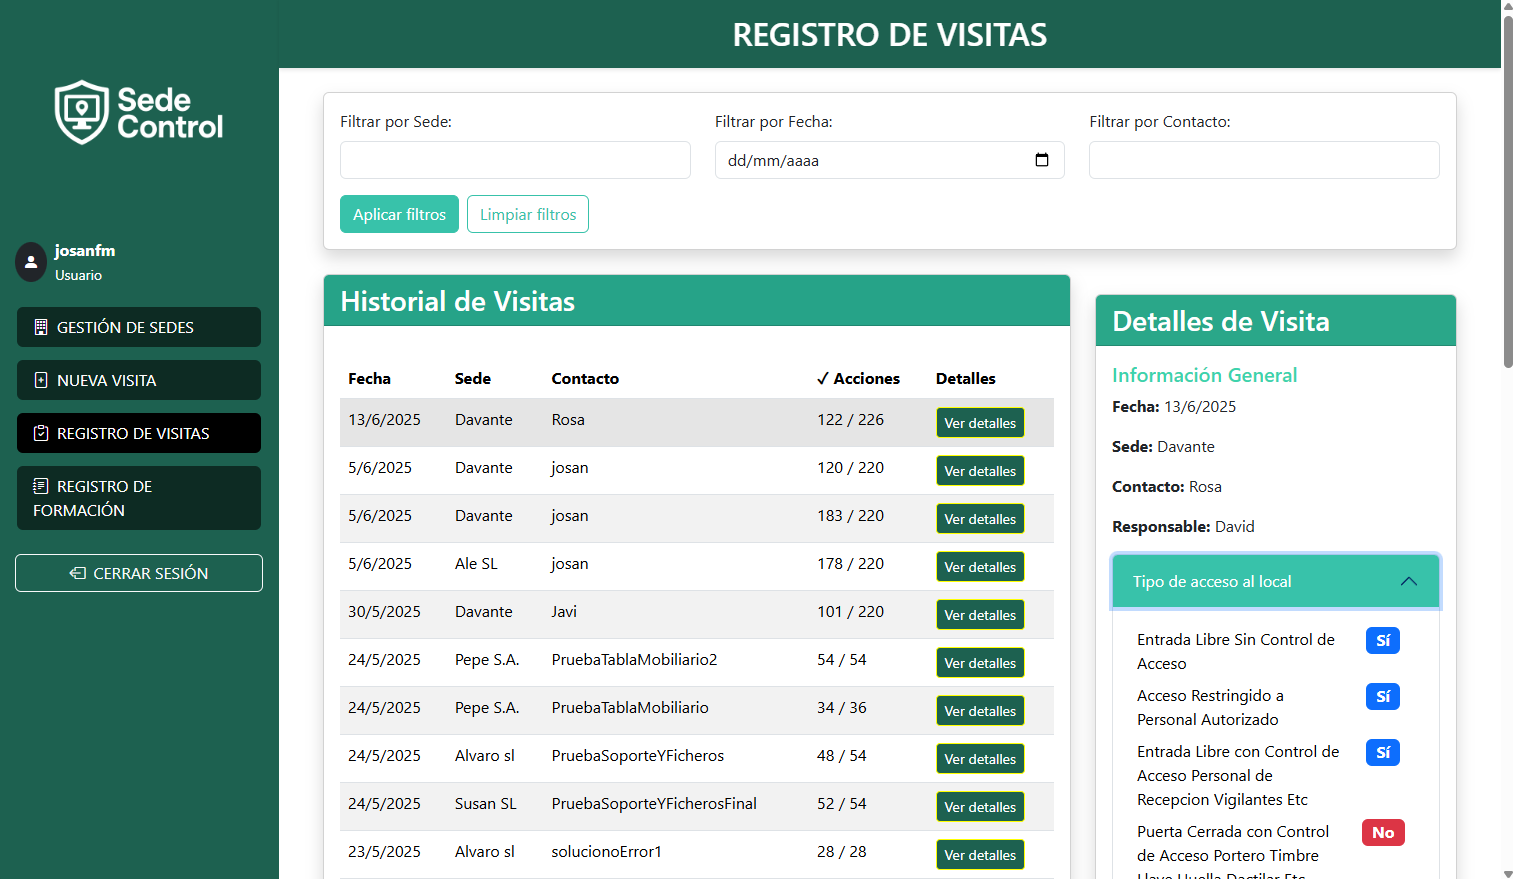 Sede
Control
josanfm
Usuario
GESTIÓN DE SEDES
NUEVA VISITA
REGISTRO DE VISITAS
REGISTRO DE
FORMACIÓN
CERRAR SESIÓN
REGISTRO DE VISITAS
Filtrar por Sede: Filtrar por Fecha: Filtrar por Contacto:
dd/mm/aaaa
Aplicar filtros Limpiar filtros
Historial de Visitas
Fecha Sede Contacto ✓ Acciones Detalles
13/6/2025 Davante Rosa 122 / 226 Ver detalles
5/6/2025 Davante josan 120 / 220 Ver detalles
5/6/2025 Davante josan 183 / 220 Ver detalles
5/6/2025 Ale SL josan 178 / 220 Ver detalles
30/5/2025 Davante Javi 101 / 220 Ver detalles
24/5/2025 Pepe S.A. PruebaTablaMobiliario2 54 / 54 Ver detalles
24/5/2025 Pepe S.A. PruebaTablaMobiliario 34 / 36 Ver detalles
24/5/2025 Alvaro sl PruebaSoporteYFicheros 48 / 54 Ver detalles
24/5/2025 Susan SL PruebaSoporteYFicherosFinal 52 / 54 Ver detalles
23/5/2025 Alvaro sl solucionoError1 28 / 28 Ver detalles
Detalles de Visita
Información General
Fecha: 13/6/2025
Sede: Davante
Contacto: Rosa
Responsable: David
Tipo de acceso al local
Entrada Libre Sin Control de Sí
Acceso
Acceso Restringido a Sí
Personal Autorizado
Entrada Libre con Control de Sí
Acceso Personal de
Recepcion Vigilantes Etc
Puerta Cerrada con Control No
de Acceso Portero Timbre
Llave Huella Dactilar Etc